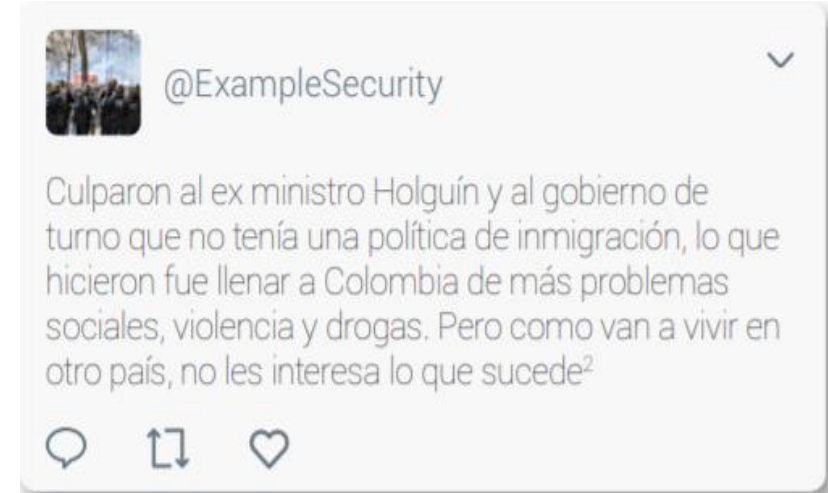 @ExampleSecurity
Culparon al ex ministro Holguín y al gobierno de
turno que no tenía una política de inmigración, lo que
hicieron fue llenar a Colombia de más problemas
sociales, violencia y drogas. Pero como van a vivir en
otro país, no les interesa lo que sucede²